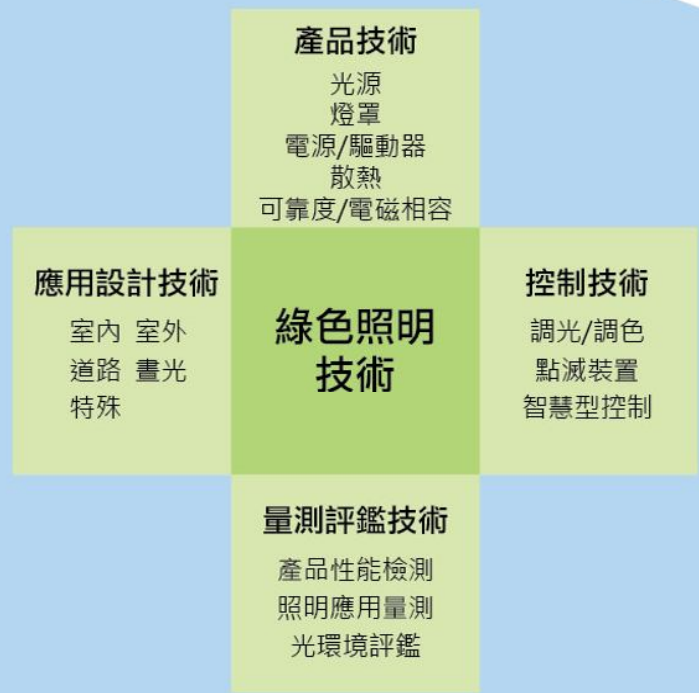 產品技術
光源
燈罩
電源/驅動器
散熱
可靠度/電磁相容
應用設計技術
室內 室外
道路 晝光
特殊
綠色照明
技術
控制技術
調光/調色
點滅裝置
智慧型控制
量測評鑑技術
產品性能檢測
照明應用量測
光環境評鑑